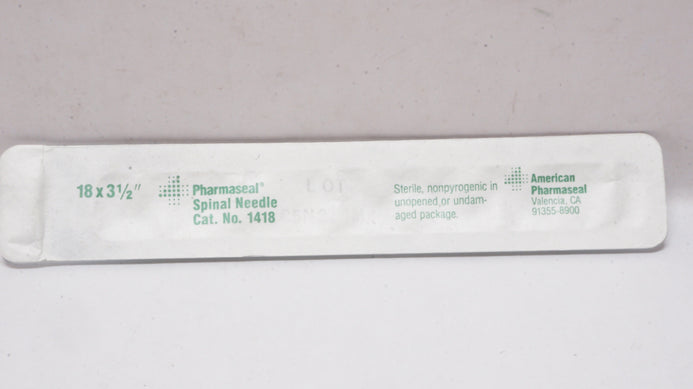 18 x 3½"
Pharmaseal®
Spinal Needle
Cat. No. 1418
LOT
Sterile, nonpyrogenic in
unopened or undam-
aged package.
American
Pharmaseal
Valencia, CA
91355-8900